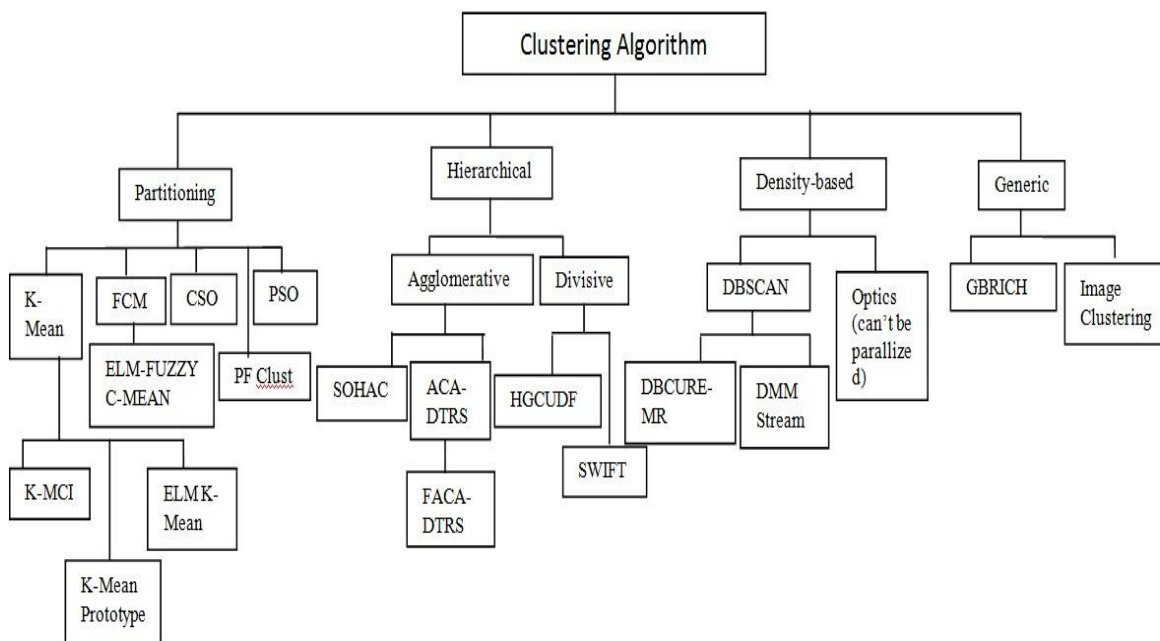 Clustering Algorithm
Partitioning
Hierarchical
Density-based
Generic
K-
Mean
FCM
CSO
PSO
ELM-FUZZY
C-MEAN
PF Clust
K-MCI
ELM K-
Mean
K-Mean
Prototype
Agglomerative
Divisive
SOHAC
ACA-
DTRS
FACA-
DTRS
HGCUDF
SWIFT
DBSCAN
Optics
(can't be
parallize
d)
DBCURE-
MR
DMM
Stream
GBRICH
Image
Clustering